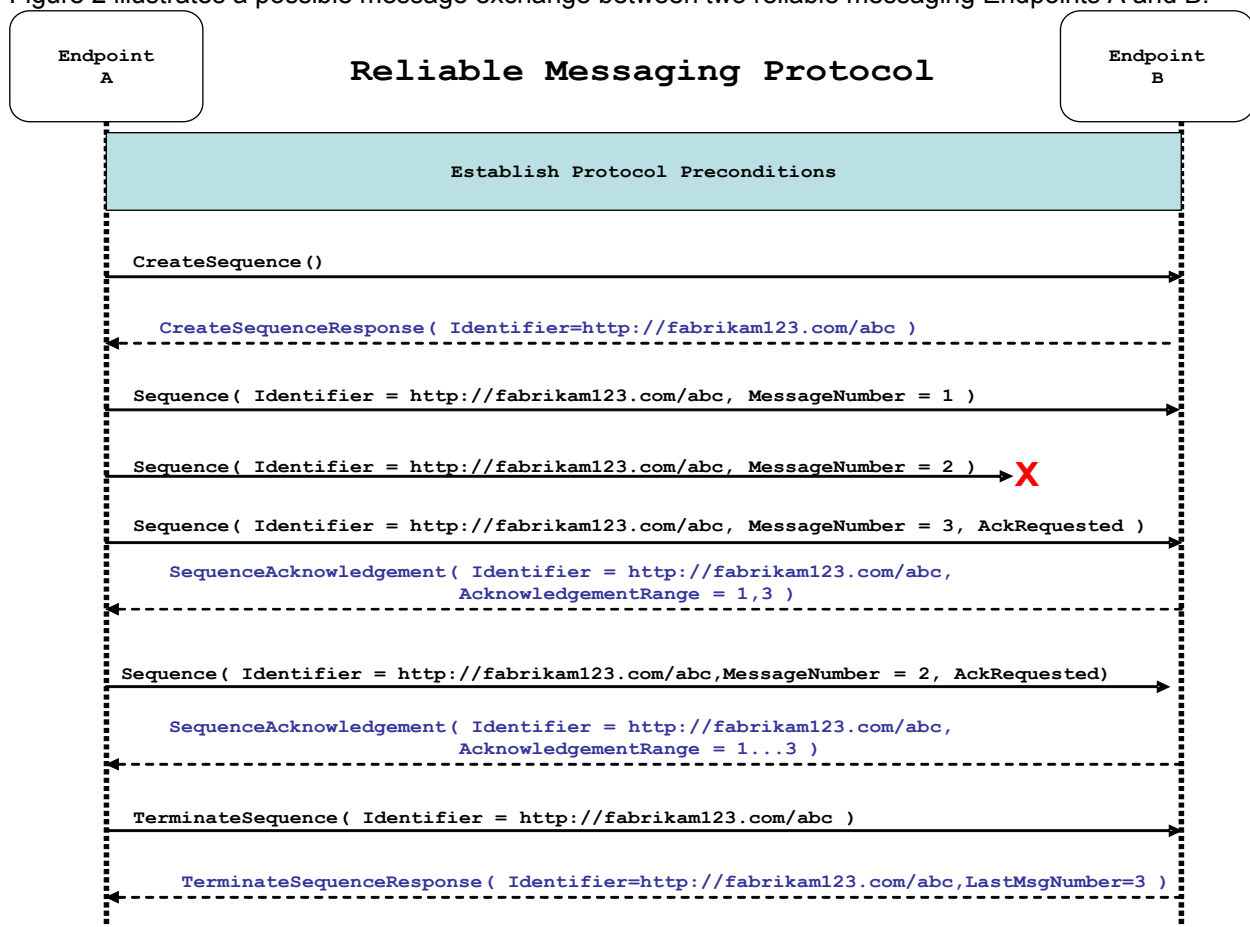 Figure 2 illustrates a possible message exchange between two reliable messaging Endpoints A and B.
Endpoint
A
Reliable Messaging Protocol
Endpoint
B
Establish Protocol Preconditions
CreateSequence()
CreateSequenceResponse( Identifier=http://fabrikam123.com/abc )
Sequence( Identifier = http://fabrikam123.com/abc, MessageNumber = 1 )
Sequence( Identifier = http://fabrikam123.com/abc, MessageNumber = 2 )
X
Sequence( Identifier = http://fabrikam123.com/abc, MessageNumber = 3, AckRequested )
SequenceAcknowledgement( Identifier = http://fabrikam123.com/abc,
AcknowledgementRange = 1,3 )
Sequence( Identifier = http://fabrikam123.com/abc,MessageNumber = 2, AckRequested)
SequenceAcknowledgement( Identifier = http://fabrikam123.com/abc,
AcknowledgementRange = 1...3 )
TerminateSequence( Identifier = http://fabrikam123.com/abc )
TerminateSequenceResponse( Identifier=http://fabrikam123.com/abc,LastMsgNumber=3 )